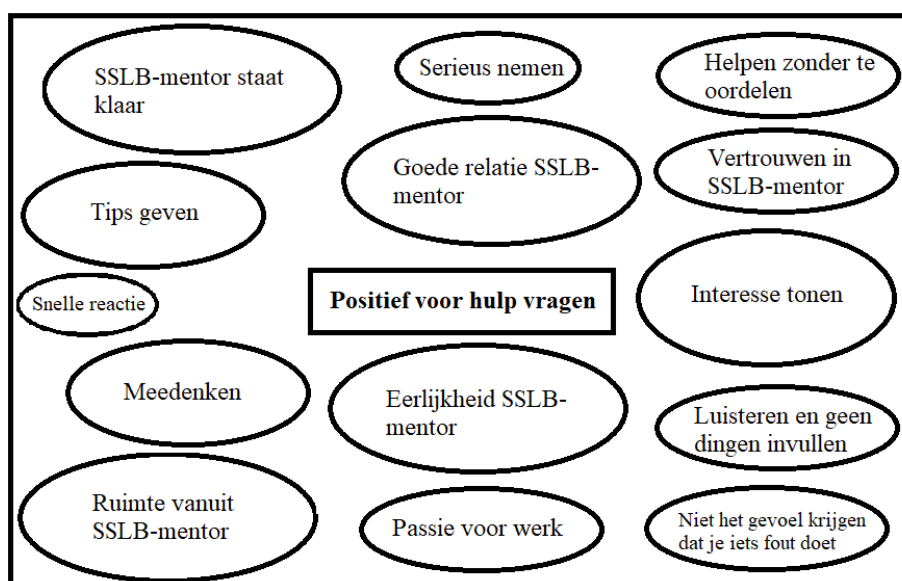 SSLB-mentor staat
klaar
Serieus nemen
Helpen zonder te
oordelen
Goede relatie SSLB-
mentor
Vertrouwen in
SSLB-mentor
Tips geven
Snelle reactie
Positief voor hulp vragen
Interesse tonen
Meedenken
Eerlijkheid SSLB-
mentor
Luisteren en geen
dingen invullen
Ruimte vanuit
SSLB-mentor
Passie voor werk
Niet het gevoel krijgen
dat je iets fout doet